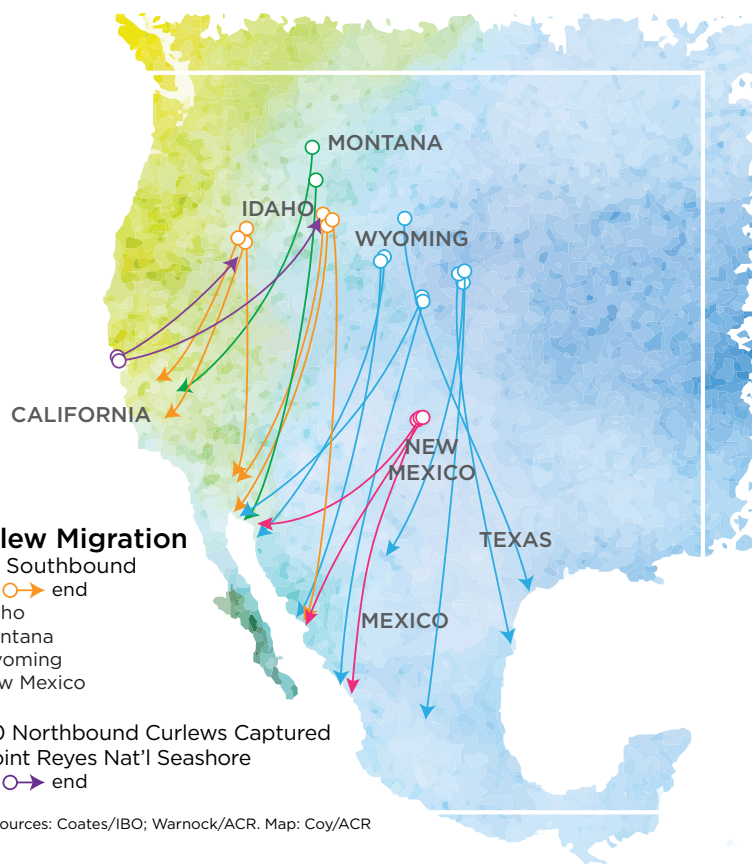 MONTANA
IDAHO
WYOMING
CALIFORNIA
NEW
MEXICO
TEXAS
MEXICO
lew Migration
Southbound
end
ho
ntana
yoming
w Mexico
0 Northbound Curlews Captured
oint Reyes Nat'l Seashore
end
ources: Coates/IBO; Warnock/ACR. Map: Coy/ACR